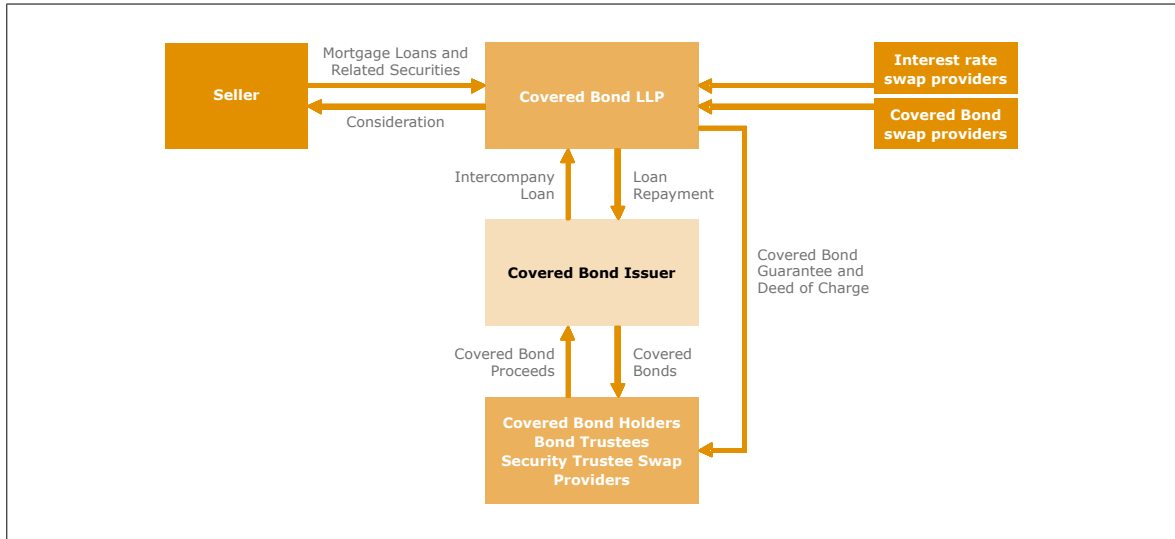 Mortgage Loans and
Related Securities
Seller
Consideration
Covered Bond LLP
Interest rate
swap providers
Covered Bond
swap providers
Intercompany
Loan
Loan
Repayment
Covered Bond Issuer
Covered Bond
Guarantee and
Deed of Charge
Covered Bond
Proceeds
Covered
Bonds
Covered Bond Holders
Bond Trustees
Security Trustee Swap
Providers